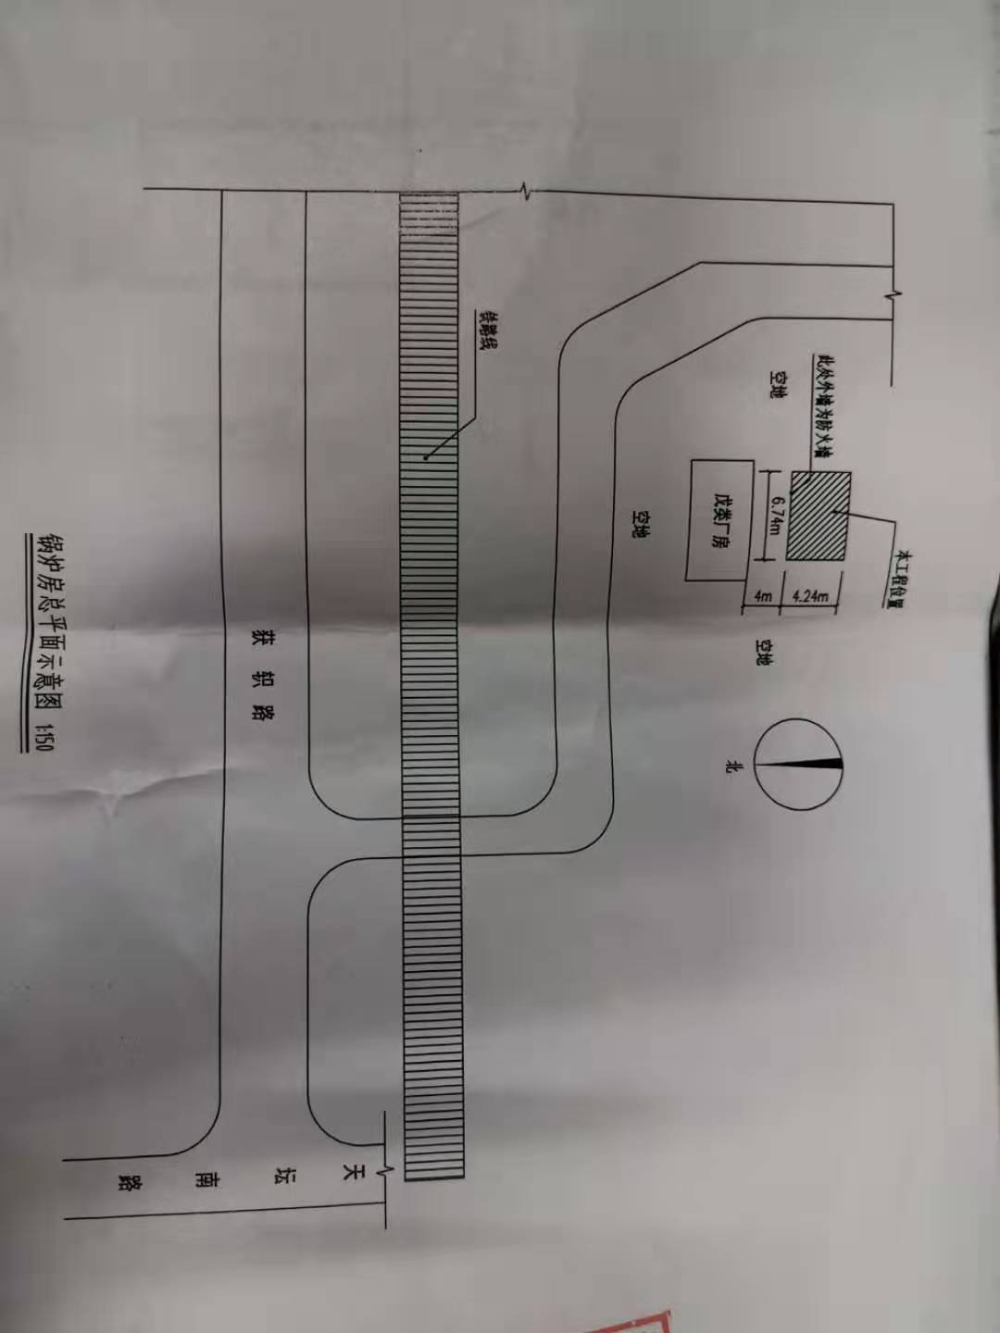 此处外墙为防火墙
本工程位置
空地
6.74m
4.24m
4m
戊类厂房
空地
空地
北
铁路线
获轵路
天坛南路
锅炉房总平面示意图 1:150